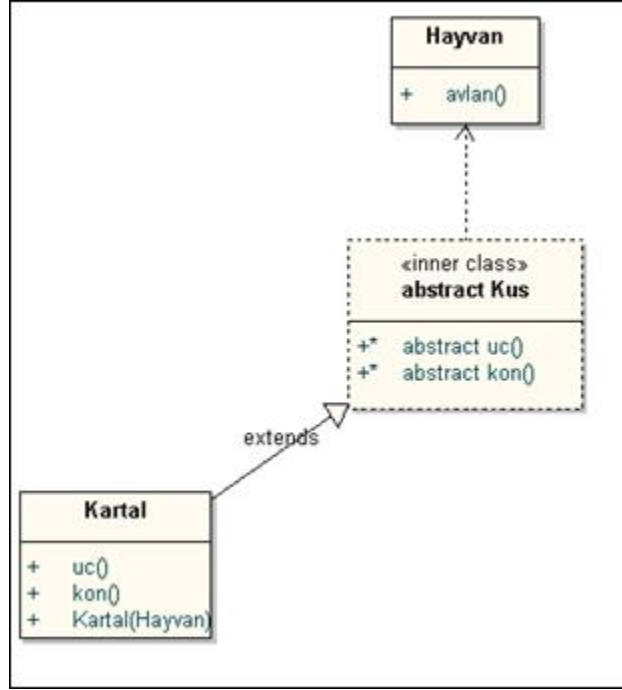 Hayvan
+ avlan()
«inner class»
abstract Kus
+* abstract uc()
+* abstract kon()
extends
Kartal
+ uc()
+ kon()
+ Kartal(Hayvan)